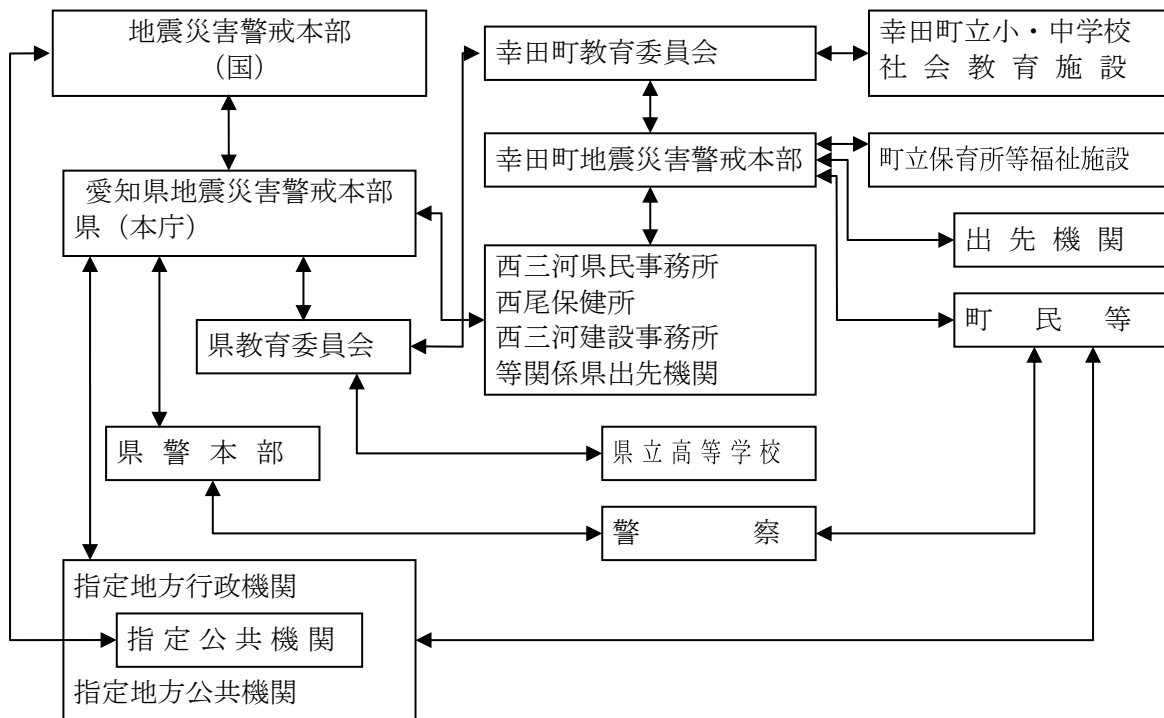 地震災害警戒本部
（国）
幸田町教育委員会
幸田町立小・中学校
社会教育施設
幸田町地震災害警戒本部
町立保育所等福祉施設
愛知県地震災害警戒本部
県（本庁）
出先機関
西三河県民事務所
西尾保健所
西三河建設事務所
等関係県出先機関
町民等
県教育委員会
県警本部
県立高等学校
警察
指定地方行政機関
指定公共機関
指定地方公共機関